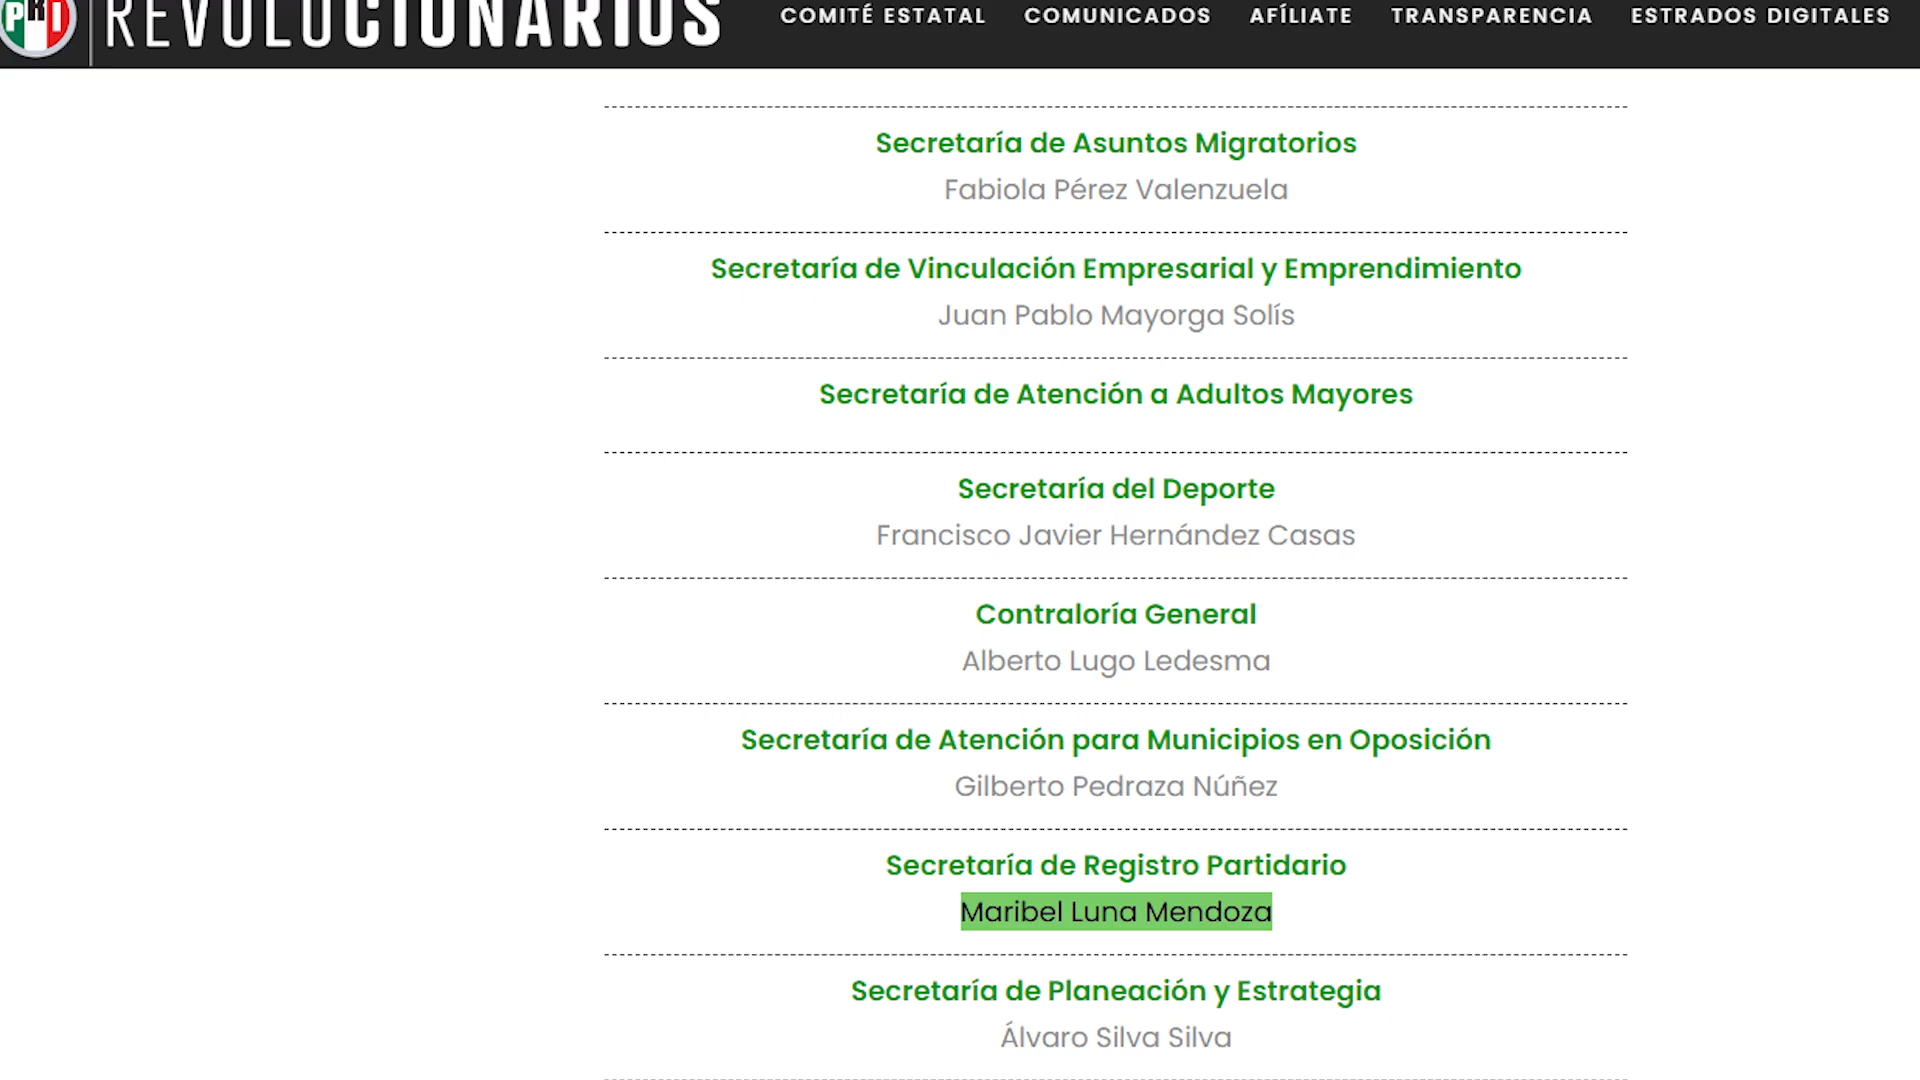 PRI REVOLUCIONARIOS COMITÉ ESTATAL COMUNICADOS AFÍLIATE TRANSPARENCIA ESTRADOS DIGITALES
Secretaría de Asuntos Migratorios
Fabiola Pérez Valenzuela
Secretaría de Vinculación Empresarial y Emprendimiento
Juan Pablo Mayorga Solís
Secretaría de Atención a Adultos Mayores
Secretaría del Deporte
Francisco Javier Hernández Casas
Contraloría General
Alberto Lugo Ledesma
Secretaría de Atención para Municipios en Oposición
Gilberto Pedraza Núñez
Secretaría de Registro Partidario
Maribel Luna Mendoza
Secretaría de Planeación y Estrategia
Álvaro Silva Silva